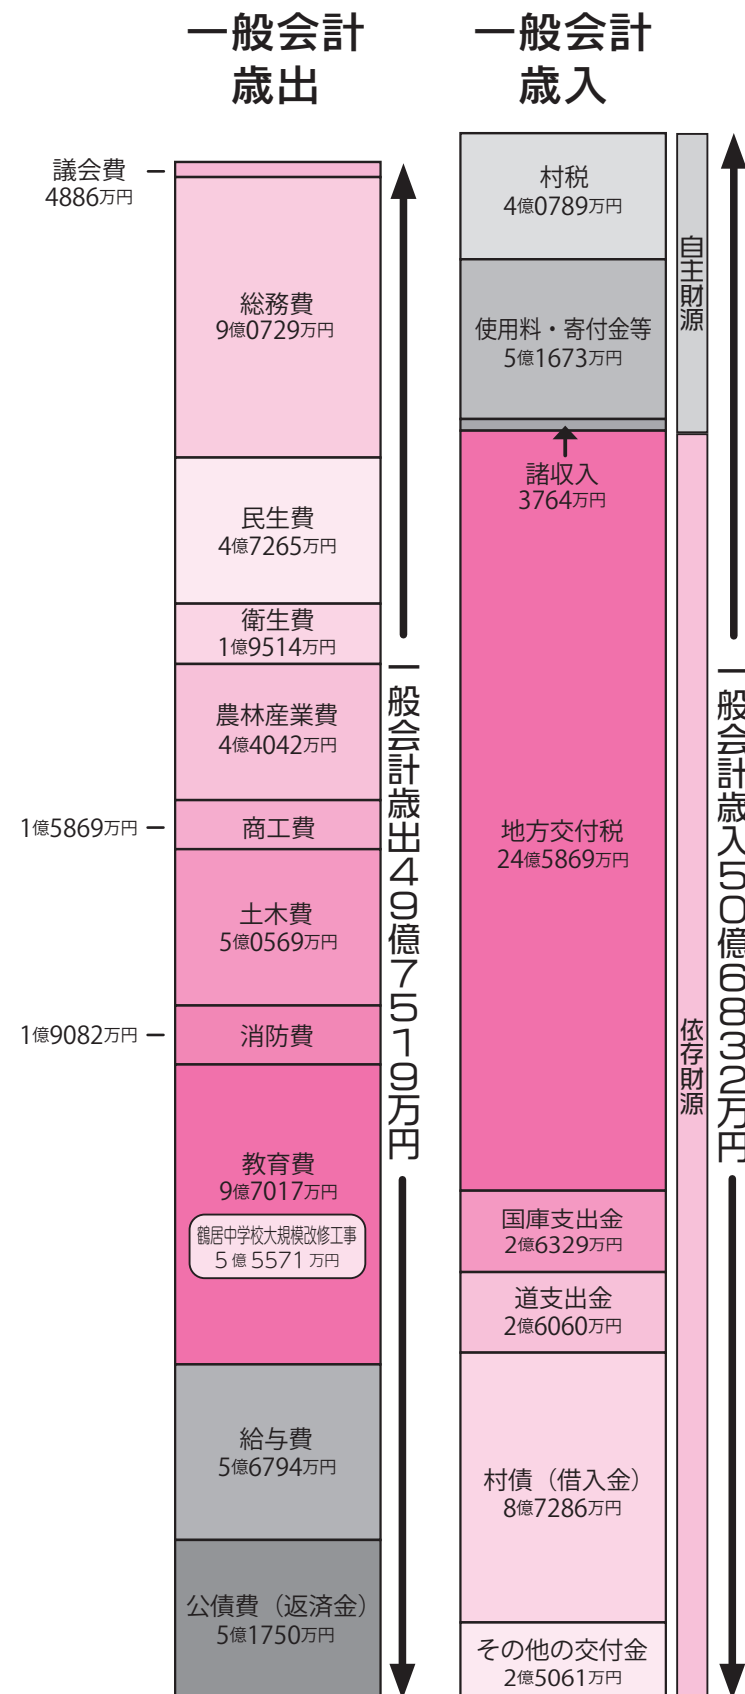 一般会計
歳出
議会費
4886万円
総務費
9億0729万円
民生費
4億7265万円
衛生費
1億9514万円
農林産業費
4億4042万円
商工費
1億5869万円
土木費
5億0569万円
消防費
1億9082万円
教育費
9億7017万円
鶴居中学校大規模改修工事
5億5571万円
給与費
5億6794万円
公債費（返済金）
5億1750万円
一般会計歳出49億7519万円
一般会計
歳入
村税
4億0789万円
使用料・寄付金等
5億1673万円
諸収入
3764万円
地方交付税
24億5869万円
国庫支出金
2億6329万円
道支出金
2億6060万円
村債（借入金）
8億7286万円
その他の交付金
2億5061万円
自主財源
依存財源
一般会計歳入50億6832万円